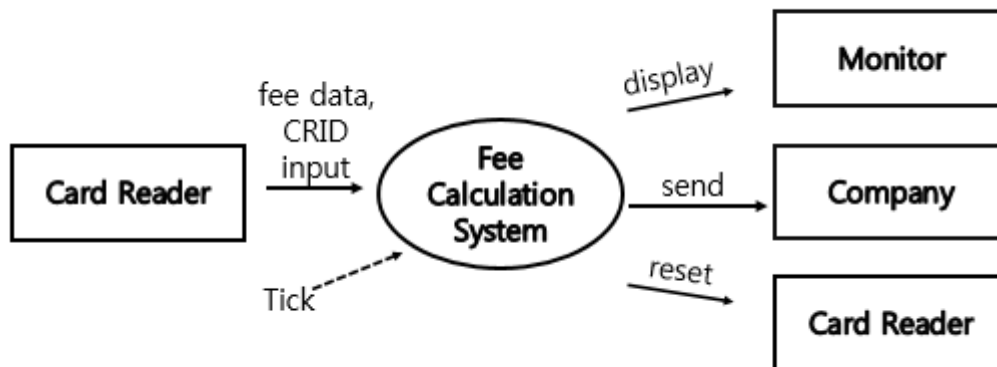 Card Reader
fee data,
CRID
input
Tick
Fee
Calculation
System
display
send
reset
Monitor
Company
Card Reader